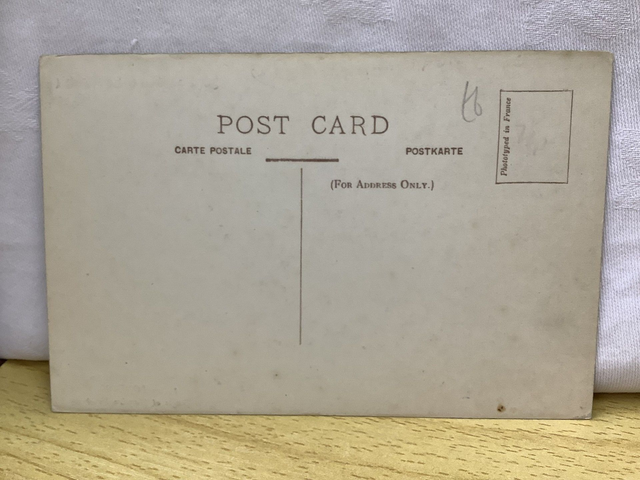 POST CARD
CARTE POSTALE
POSTKARTE
(For Address Only.)
Phototyped in France